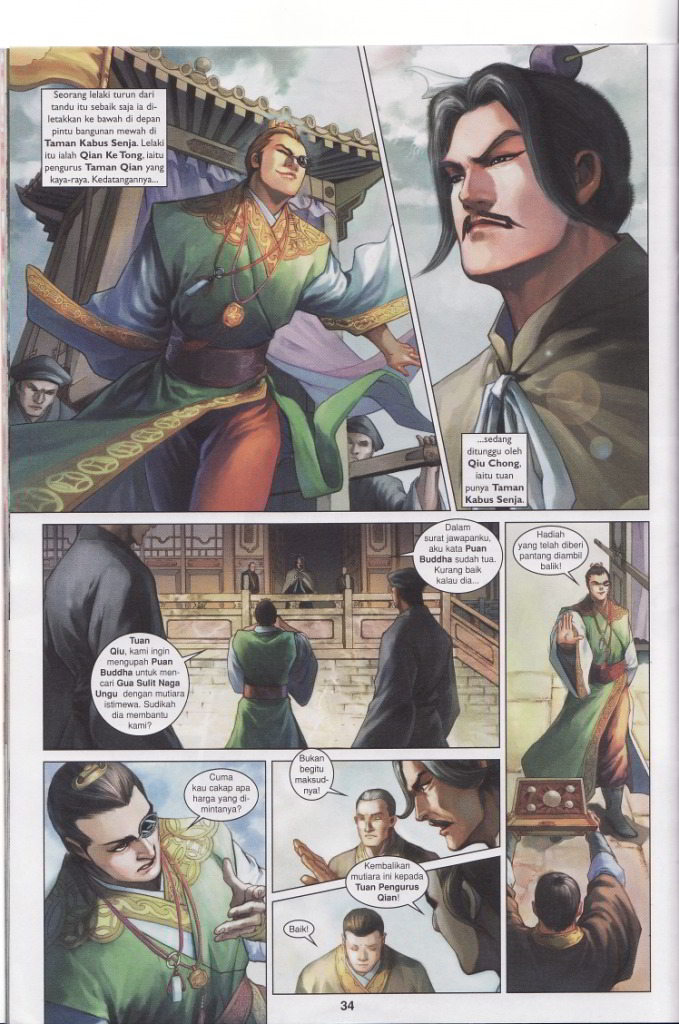 Seorang lelaki turun dari
tandu itu sebaik saja ia di-
letakkan ke bawah di depan
pintu bangunan mewah di
Taman Kabus Senja. Lelaki
itu ialah Qian Ke Tong, iaitu
pengurus Taman Qian yang
kaya-raya. Kedatangannya...
...sedang
ditunggu oleh
Qiu Chong,
iaitu tuan
punya Taman
Kabus Senja.
Tuan
Qiu, kami ingin
mengupah Puan
Buddha untuk men-
cari Gua Sulit Naga
Ungu dengan mutiara
istimewa. Sudikah
dia membantu
kami?
Dalam
surat jawapanku,
aku kata Puan
Buddha sudah tua.
Kurang baik
kalau dia...
Cuma
kau cakap apa
harga yang di-
mintanya?
Bukan
begitu
maksud-
nya!
Kembalikan
mutiara ini kepada
Tuan Pengurus
Qian!
Baik!
Hadiah
yang telah diberi
pantang diambil
balik!
34